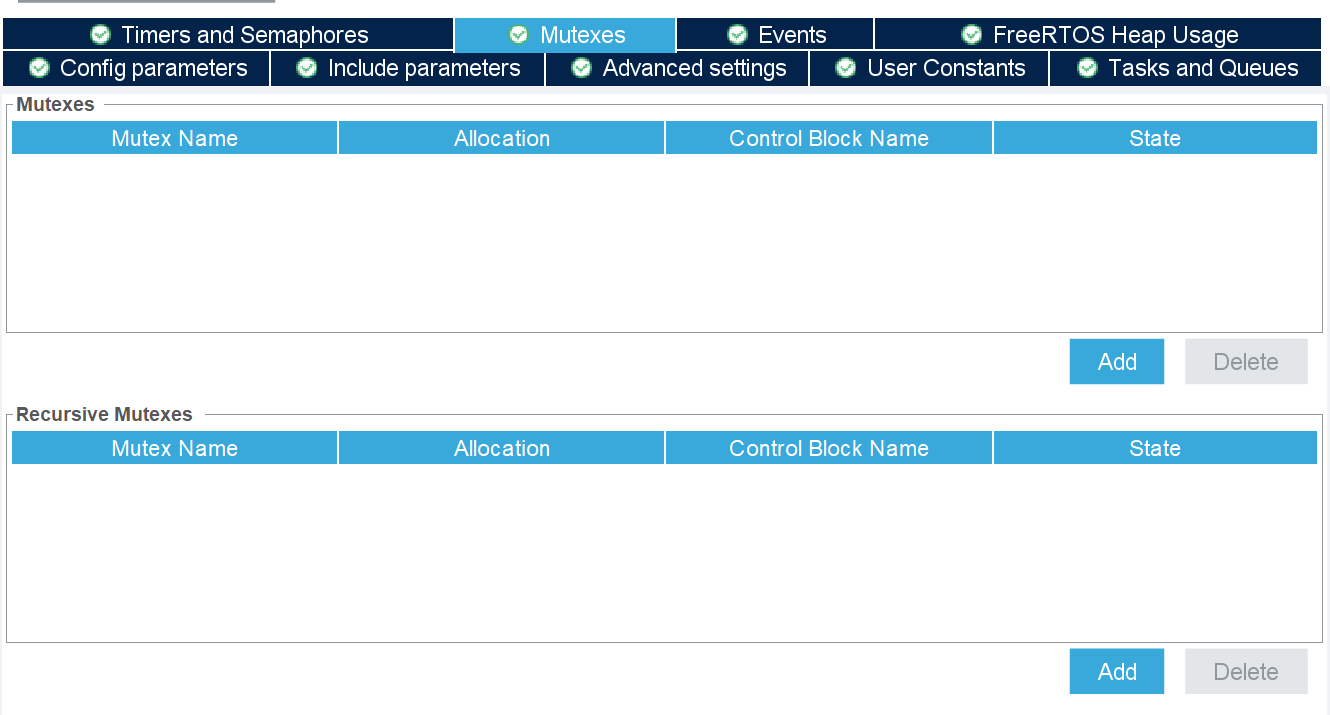 Timers and Semaphores Mutexes Events FreeRTOS Heap Usage
Config parameters Include parameters Advanced settings User Constants Tasks and Queues
Mutexes
Mutex Name Allocation Control Block Name State
Add Delete
Recursive Mutexes
Mutex Name Allocation Control Block Name State
Add Delete